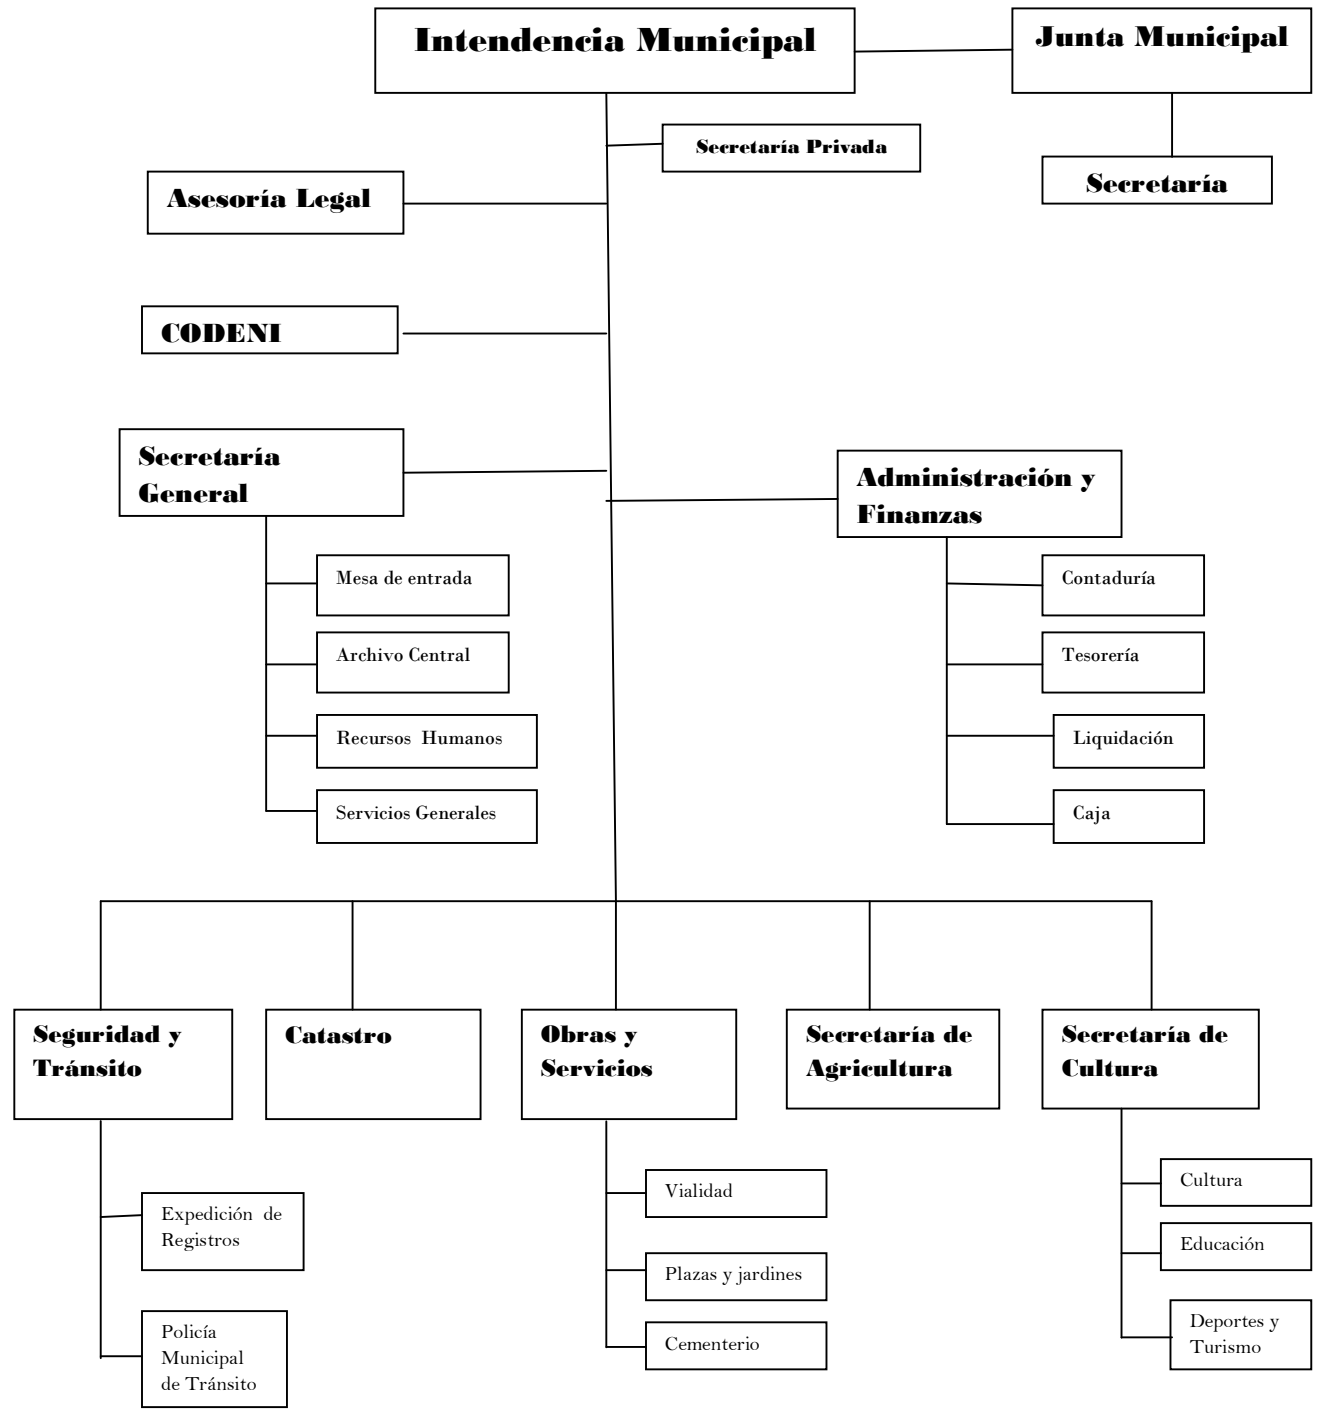 Intendencia Municipal
Junta Municipal
Secretaría Privada
Secretaría
Asesoría Legal
CODENI
Secretaría
General
Administración y
Finanzas
Mesa de entrada
Archivo Central
Recursos Humanos
Servicios Generales
Contaduría
Tesorería
Liquidación
Caja
Seguridad y
Tránsito
Catastro
Obras y
Servicios
Secretaría de
Agricultura
Secretaría de
Cultura
Expedición de
Registros
Policía
Municipal
de Tránsito
Vialidad
Plazas y jardines
Cementerio
Cultura
Educación
Deportes y
Turismo